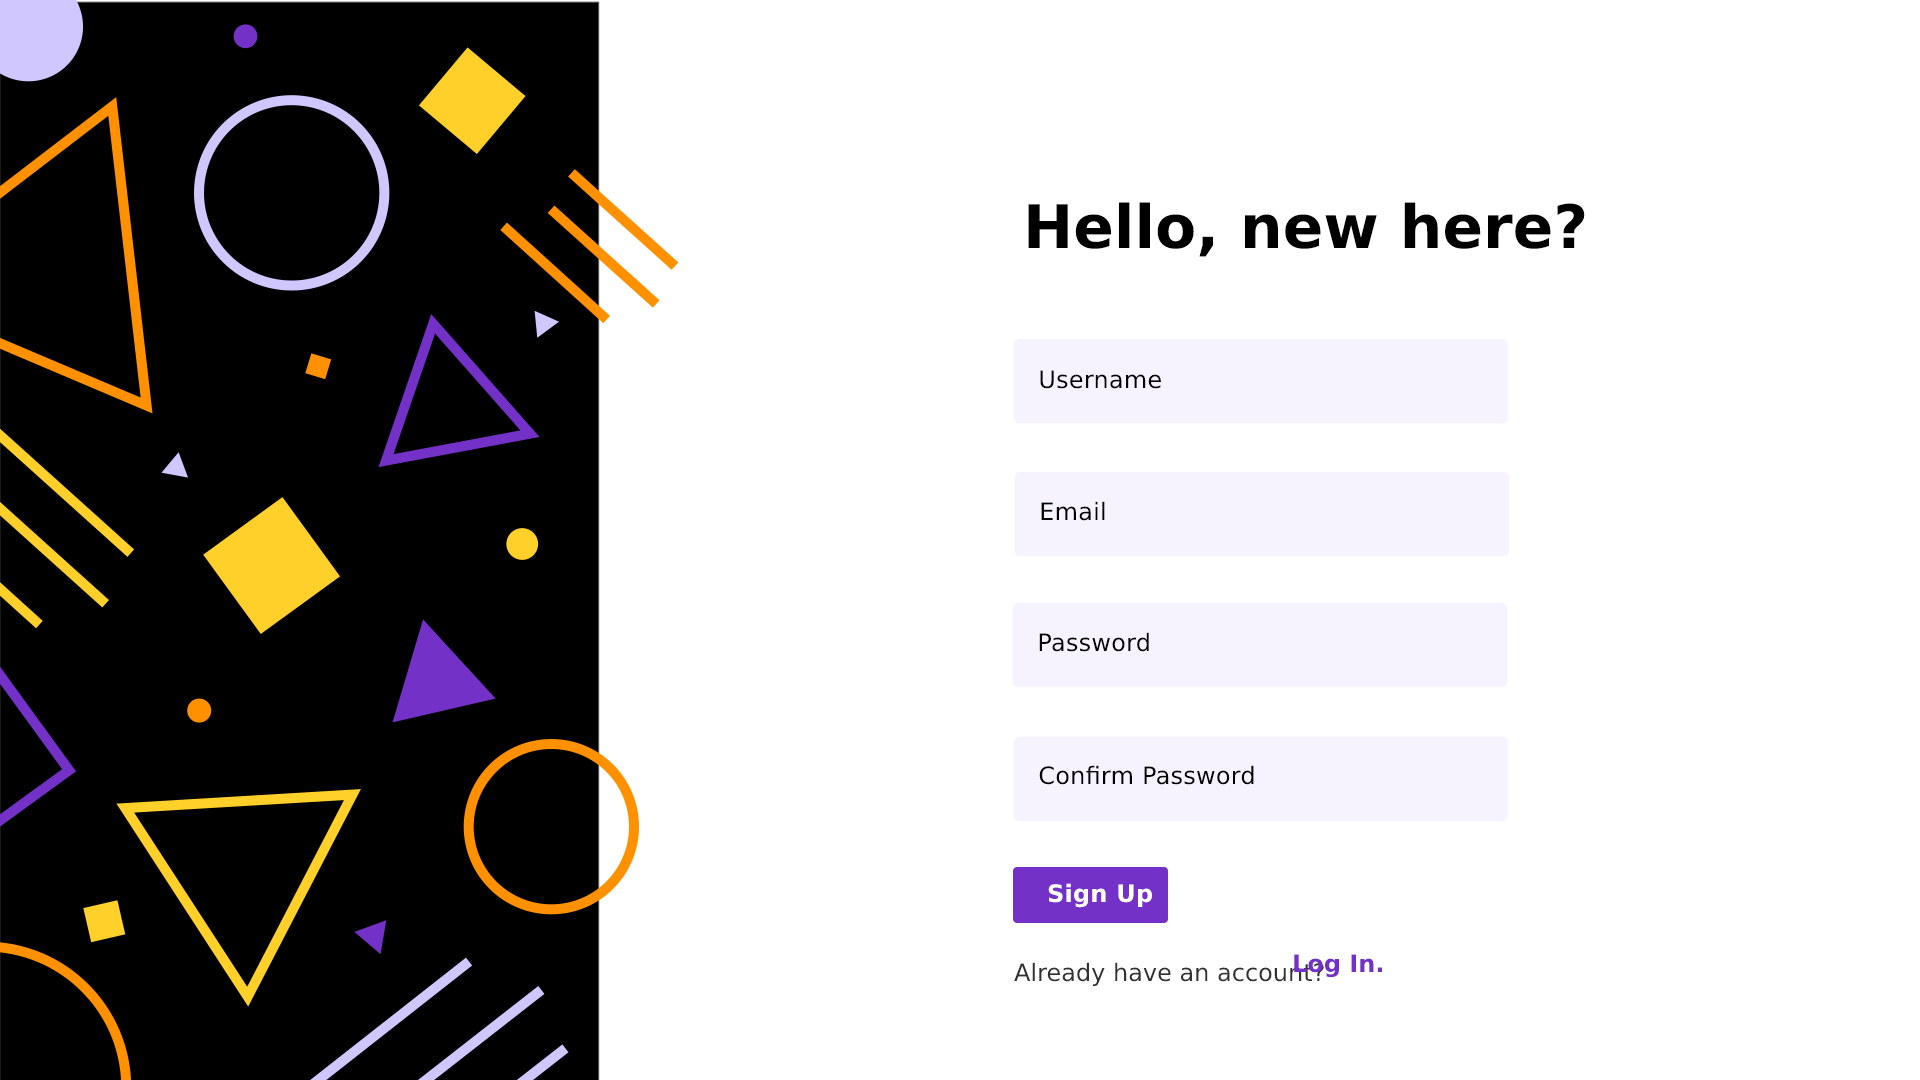 Hello, new here?
Username
Email
Password
Confirm Password
Sign Up
Already have an account? Log In.